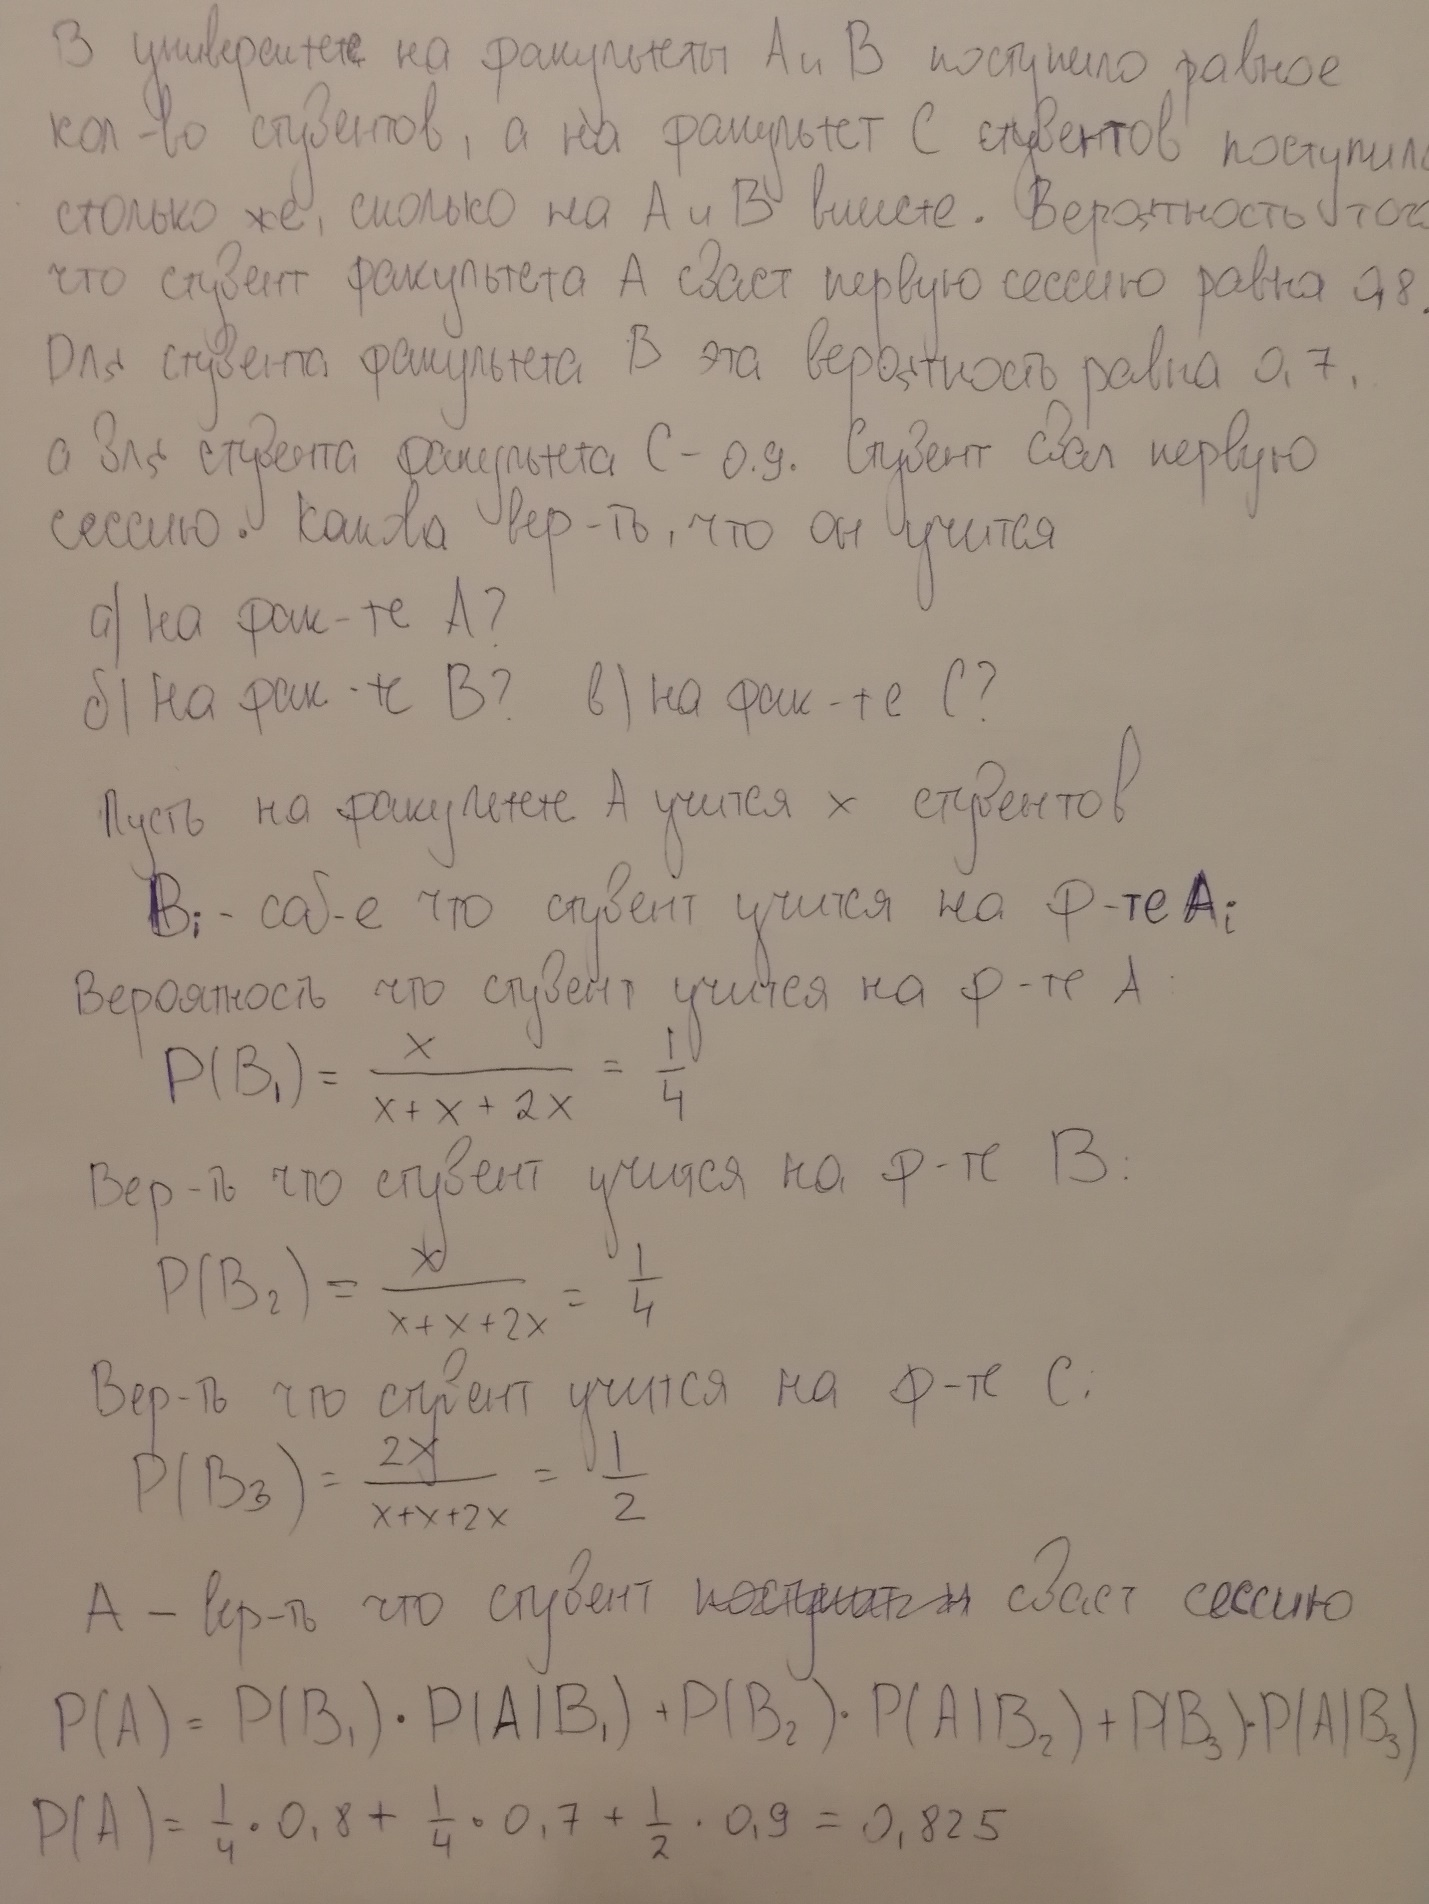 В университете на факультеты А и В поступило равное
кол-во студентов, а на факультет С студентов поступил
столько же, сколько на А и В вместе. Вероятность того
что студент факультета А сдаст первую сессию равна 0,8.
Для студента факультета В эта вероятность равна 0,7,
а для студента факультета С - 0.9. Студент сдал первую
сессию. Какова вер-ть, что он учится
а) на фак-те А?
б) на фак-те В? в) на фак-те С?
Пусть на факультете А учится х студентов
Bi - соб-е что студент учится на ф-те Ai
Вероятность что студент учится на ф-те А:
P(B₁) = x/(x+x+2x) = 1/4
Вер-ть что студент учится на ф-те В:
P(B₂) = x/(x+x+2x) = 1/4
Вер-ть что студент учится на ф-те С:
P(B₃) = 2x/(x+x+2x) = 1/2
А - вер-ть что студент сдаст сессию
P(A) = P(B₁)·P(A|B₁) + P(B₂)·P(A|B₂) + P(B₃)·P(A|B₃)
P(A) = 1/4 · 0,8 + 1/4 · 0,7 + 1/2 · 0,9 = 0,825